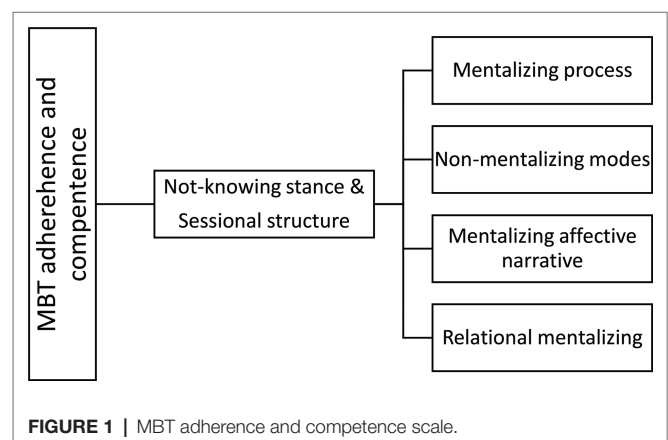 MBT adherehence and
compentence
Not-knowing stance &
Sessional structure
Mentalizing process
Non-mentalizing modes
Mentalizing affective
narrative
Relational mentalizing
FIGURE 1 | MBT adherence and competence scale.